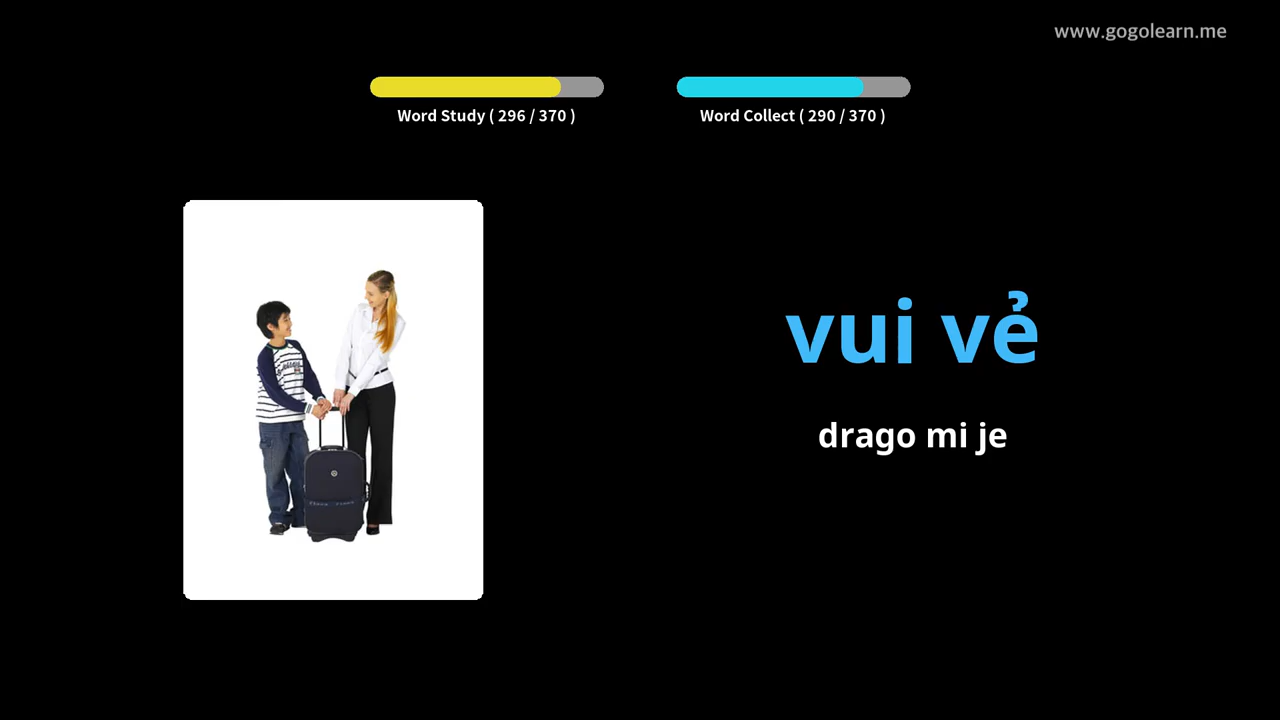 www.gogolearn.me
Word Study ( 296 / 370 )
Word Collect ( 290 / 370 )
vui vẻ
drago mi je